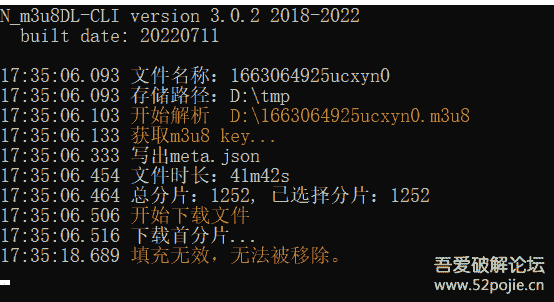 N_m3u8DL-CLI version 3.0.2 2018-2022
built date: 20220711
17:35:06.093 文件名称：1663064925ucxyn0
17:35:06.093 存储路径：D:\tmp
17:35:06.103 开始解析 D:\1663064925ucxyn0.m3u8
17:35:06.133 获取m3u8 key...
17:35:06.333 写出meta.json
17:35:06.454 文件时长：41m42s
17:35:06.464 总分片：1252, 已选择分片：1252
17:35:06.506 开始下载文件
17:35:06.516 下载首分片...
17:35:18.689 填充无效，无法被移除。
吾爱破解论坛
www.52pojie.cn